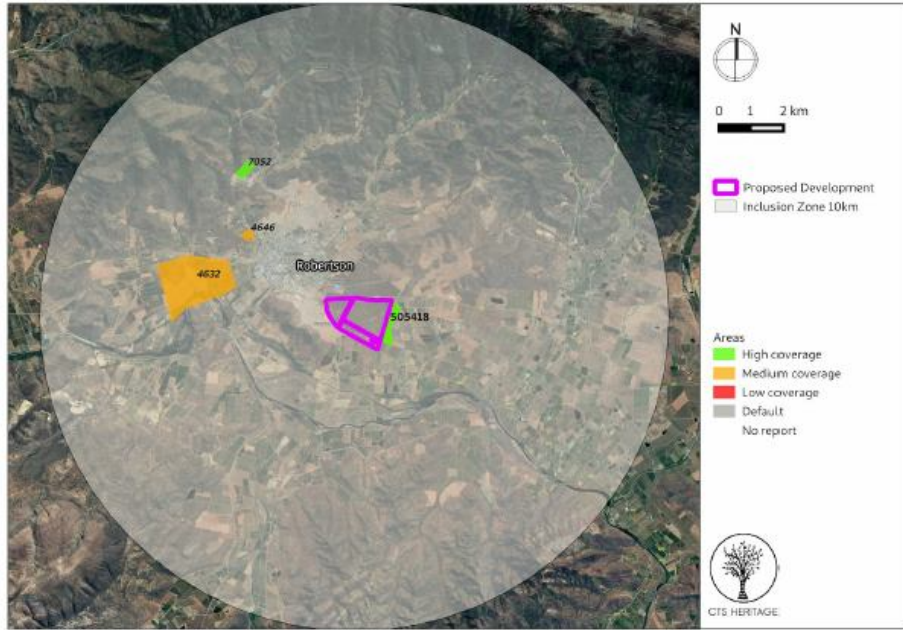 7052
4646
4632
Robertson
505418
N
0 1 2 km
Proposed Development
Inclusion Zone 10km
Areas
High coverage
Medium coverage
Low coverage
Default
No report
CTS HERITAGE